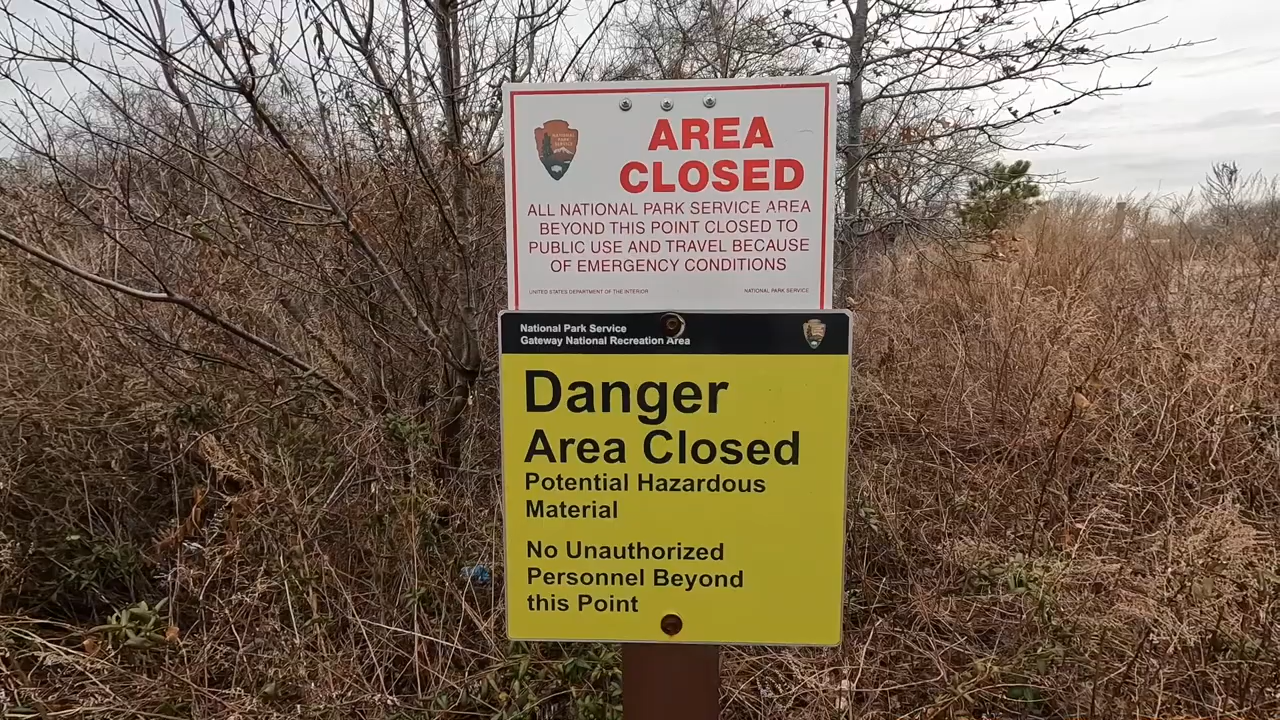 AREA
CLOSED
ALL NATIONAL PARK SERVICE AREA
BEYOND THIS POINT CLOSED TO
PUBLIC USE AND TRAVEL BECAUSE
OF EMERGENCY CONDITIONS
UNITED STATES DEPARTMENT OF THE INTERIOR
NATIONAL PARK SERVICE
National Park Service
Gateway National Recreation Area
Danger
Area Closed
Potential Hazardous
Material
No Unauthorized
Personnel Beyond
this Point